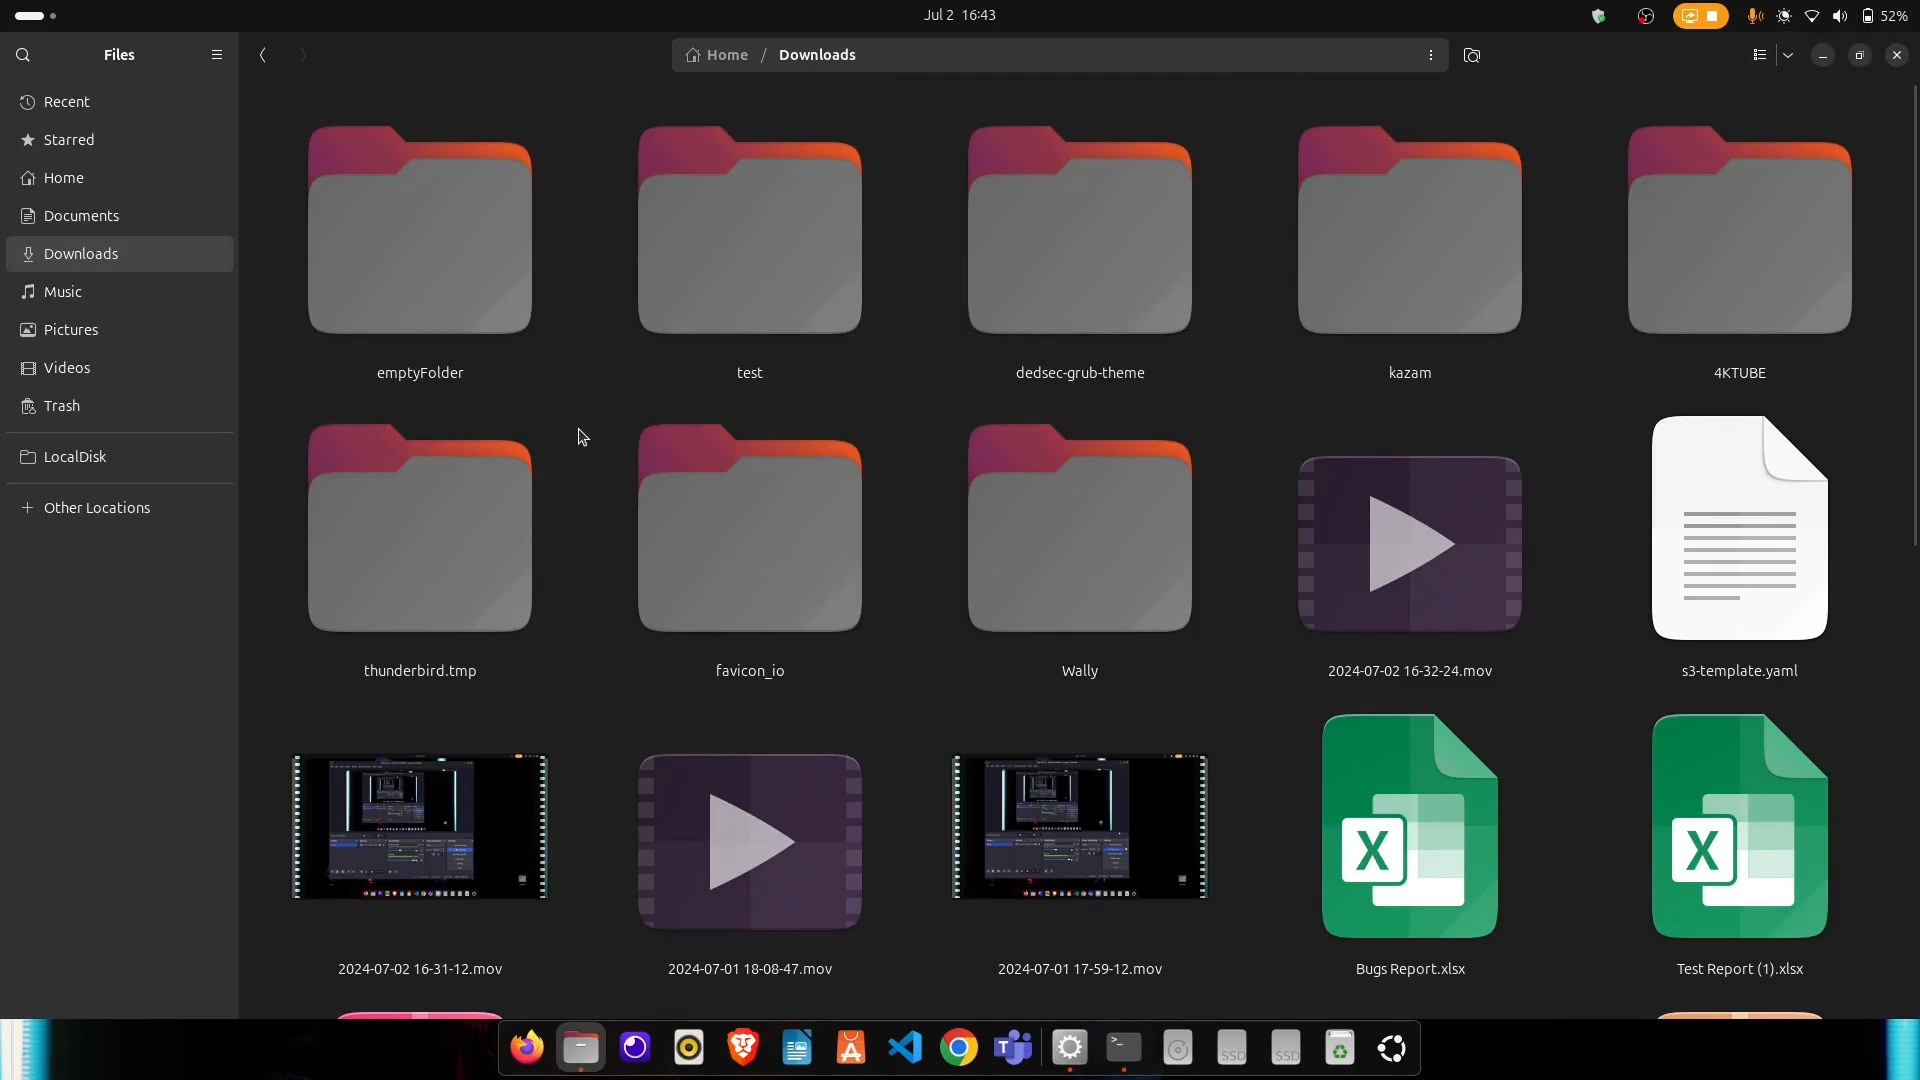 Jul 2 16:43
52%
Files
Home / Downloads
Recent
Starred
Home
Documents
Downloads
Music
Pictures
Videos
Trash
LocalDisk
Other Locations
emptyFolder
test
dedsec-grub-theme
kazam
4KTUBE
thunderbird.tmp
favicon_io
Wally
2024-07-02 16-32-24.mov
s3-template.yaml
X
X
2024-07-02 16-31-12.mov
2024-07-01 18-08-47.mov
2024-07-01 17-59-12.mov
Bugs Report.xlsx
Test Report (1).xlsx
T
SSD
SSD